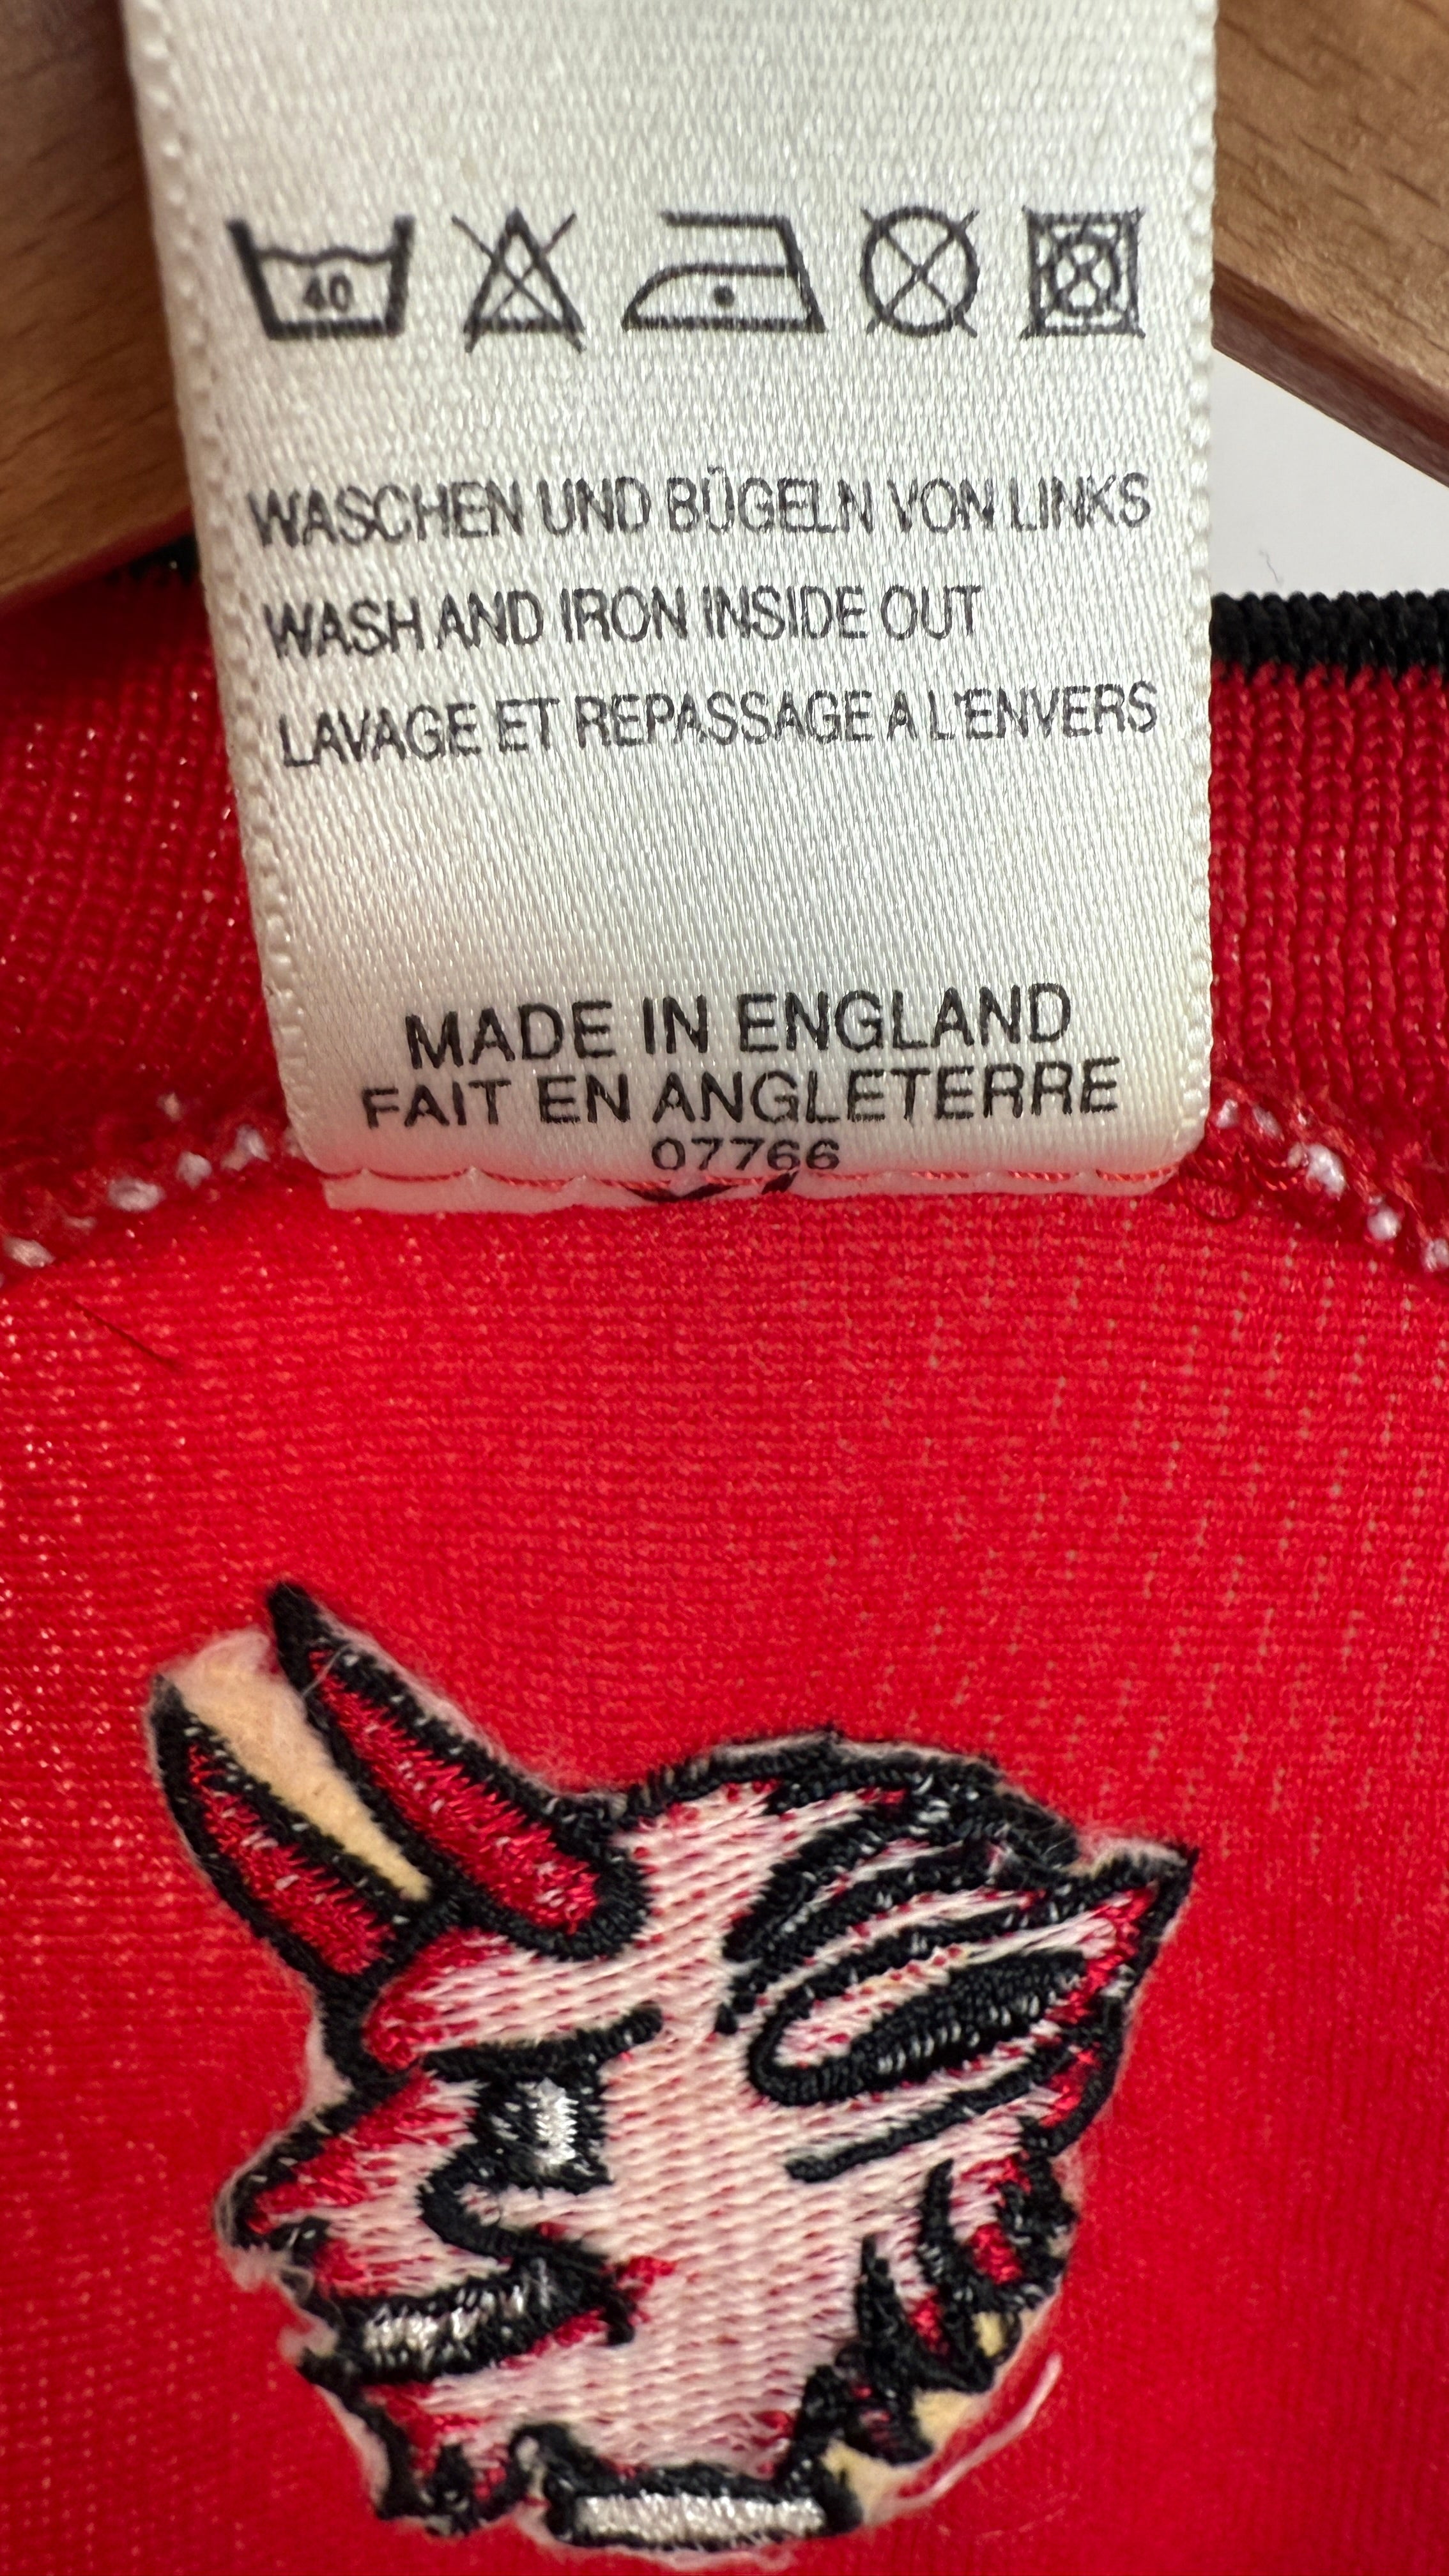 40
WASCHEN UND BÜGELN VON LINKS
WASH AND IRON INSIDE OUT
LAVAGE ET REPASSAGE A L'ENVERS
MADE IN ENGLAND
FAIT EN ANGLETERRE
07766